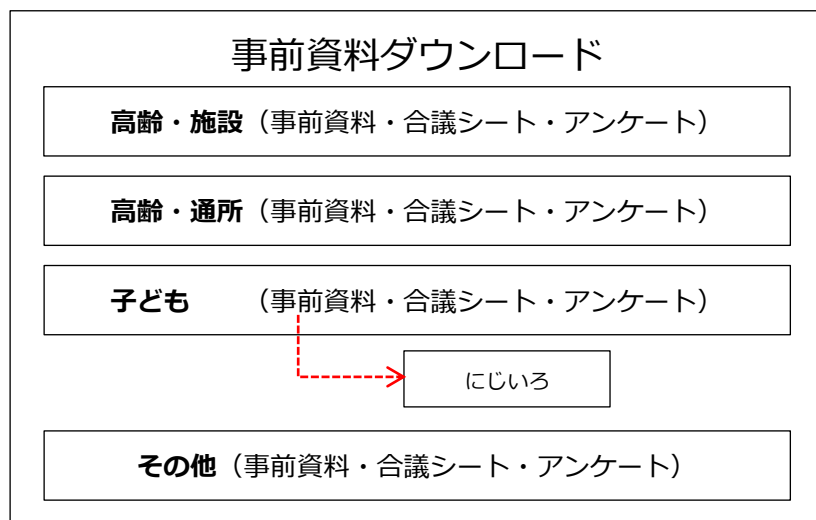 事前資料ダウンロード
高齢・施設（事前資料・合議シート・アンケート）
高齢・通所（事前資料・合議シート・アンケート）
子ども　　（事前資料・合議シート・アンケート）
にじいろ
その他（事前資料・合議シート・アンケート）